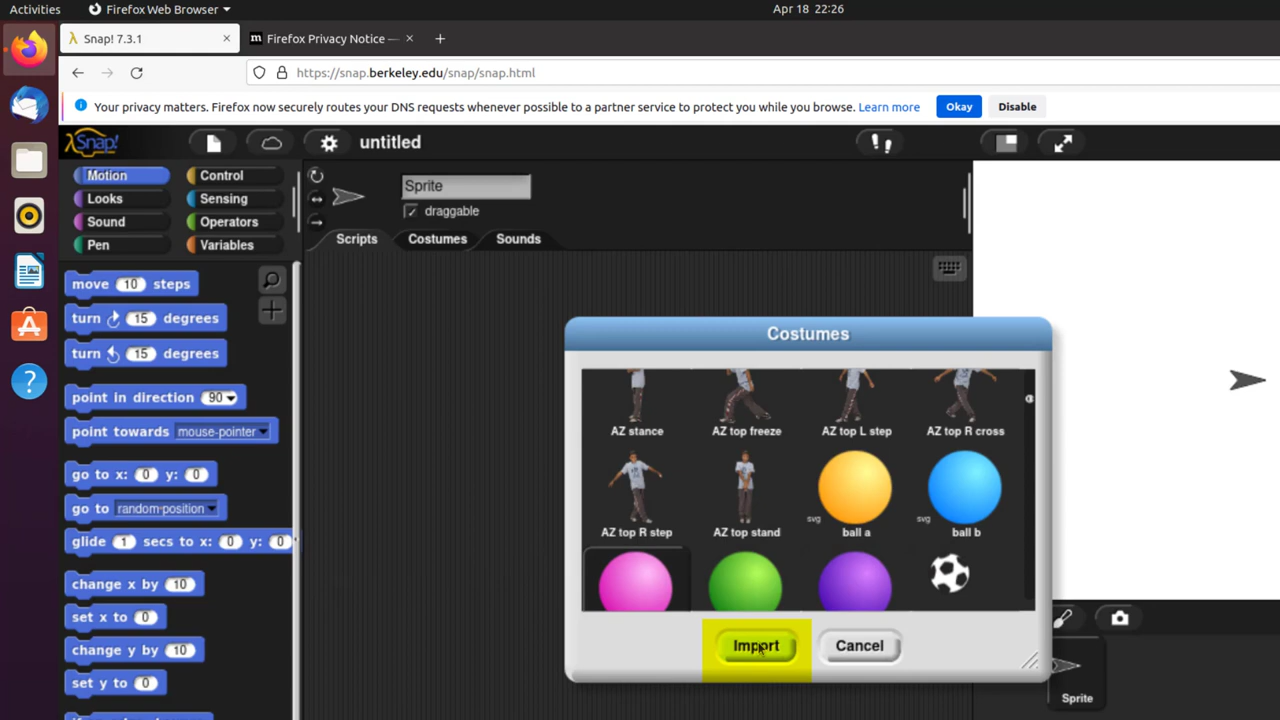 Activities
Firefox Web Browser
Apr 18 22:26
Snap! 7.3.1
Firefox Privacy Notice —
https://snap.berkeley.edu/snap/snap.html
Your privacy matters. Firefox now securely routes your DNS requests whenever possible to a partner service to protect you while you browse. Learn more
Okay
Disable
Snap!
untitled
Motion
Control
Looks
Sensing
Sound
Operators
Pen
Variables
Sprite
draggable
Scripts
Costumes
Sounds
move 10 steps
turn 15 degrees
turn 15 degrees
point in direction 90
point towards mouse-pointer
go to x: 0 y: 0
go to random-position
glide 1 secs to x: 0 y: 0
change x by 10
set x to 0
change y by 10
set y to 0
Costumes
AZ stance
AZ top freeze
AZ top L step
AZ top R cross
AZ top R step
AZ top stand
svg
ball a
svg
ball b
Import
Cancel
Sprite